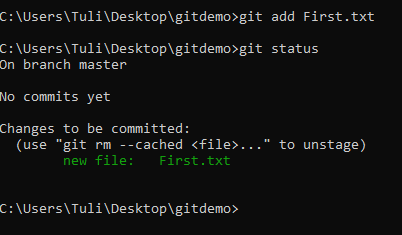 C:\Users\Tuli\Desktop\gitdemo>git add First.txt
C:\Users\Tuli\Desktop\gitdemo>git status
On branch master
No commits yet
Changes to be committed:
  (use "git rm --cached <file>..." to unstage)
        new file:   First.txt
C:\Users\Tuli\Desktop\gitdemo>